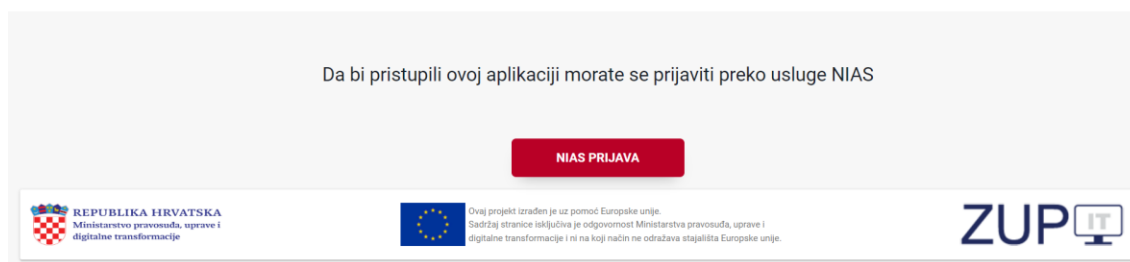 Da bi pristupili ovoj aplikaciji morate se prijaviti preko usluge NIAS
NIAS PRIJAVA
REPUBLIKA HRVATSKA
Ministarstvo pravosuđa, uprave i
digitalne transformacije
Ovaj projekt izrađen je uz pomoć Europske unije.
Sadržaj stranice isključiva je odgovornost Ministarstva pravosuđa, uprave i
digitalne transformacije i ni na koji način ne odražava stajališta Europske unije.
ZUP IT